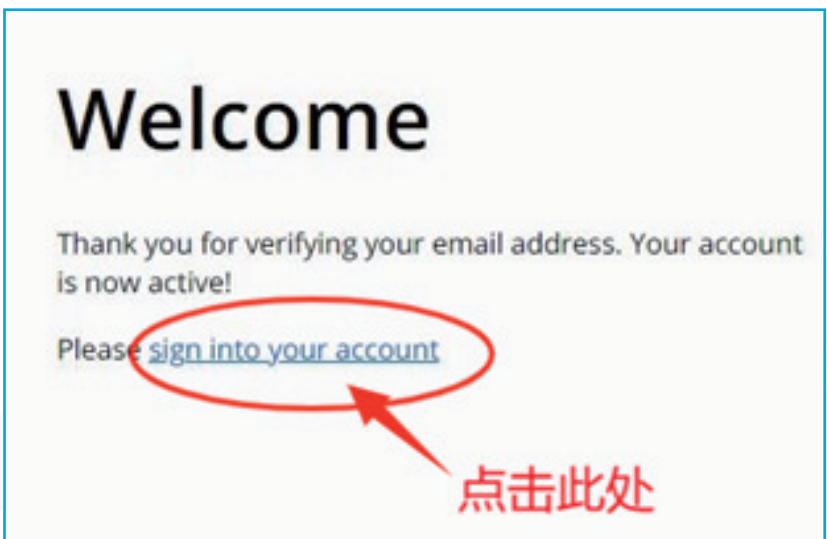 Welcome
Thank you for verifying your email address. Your account
is now active!
Please sign into your account
点击此处